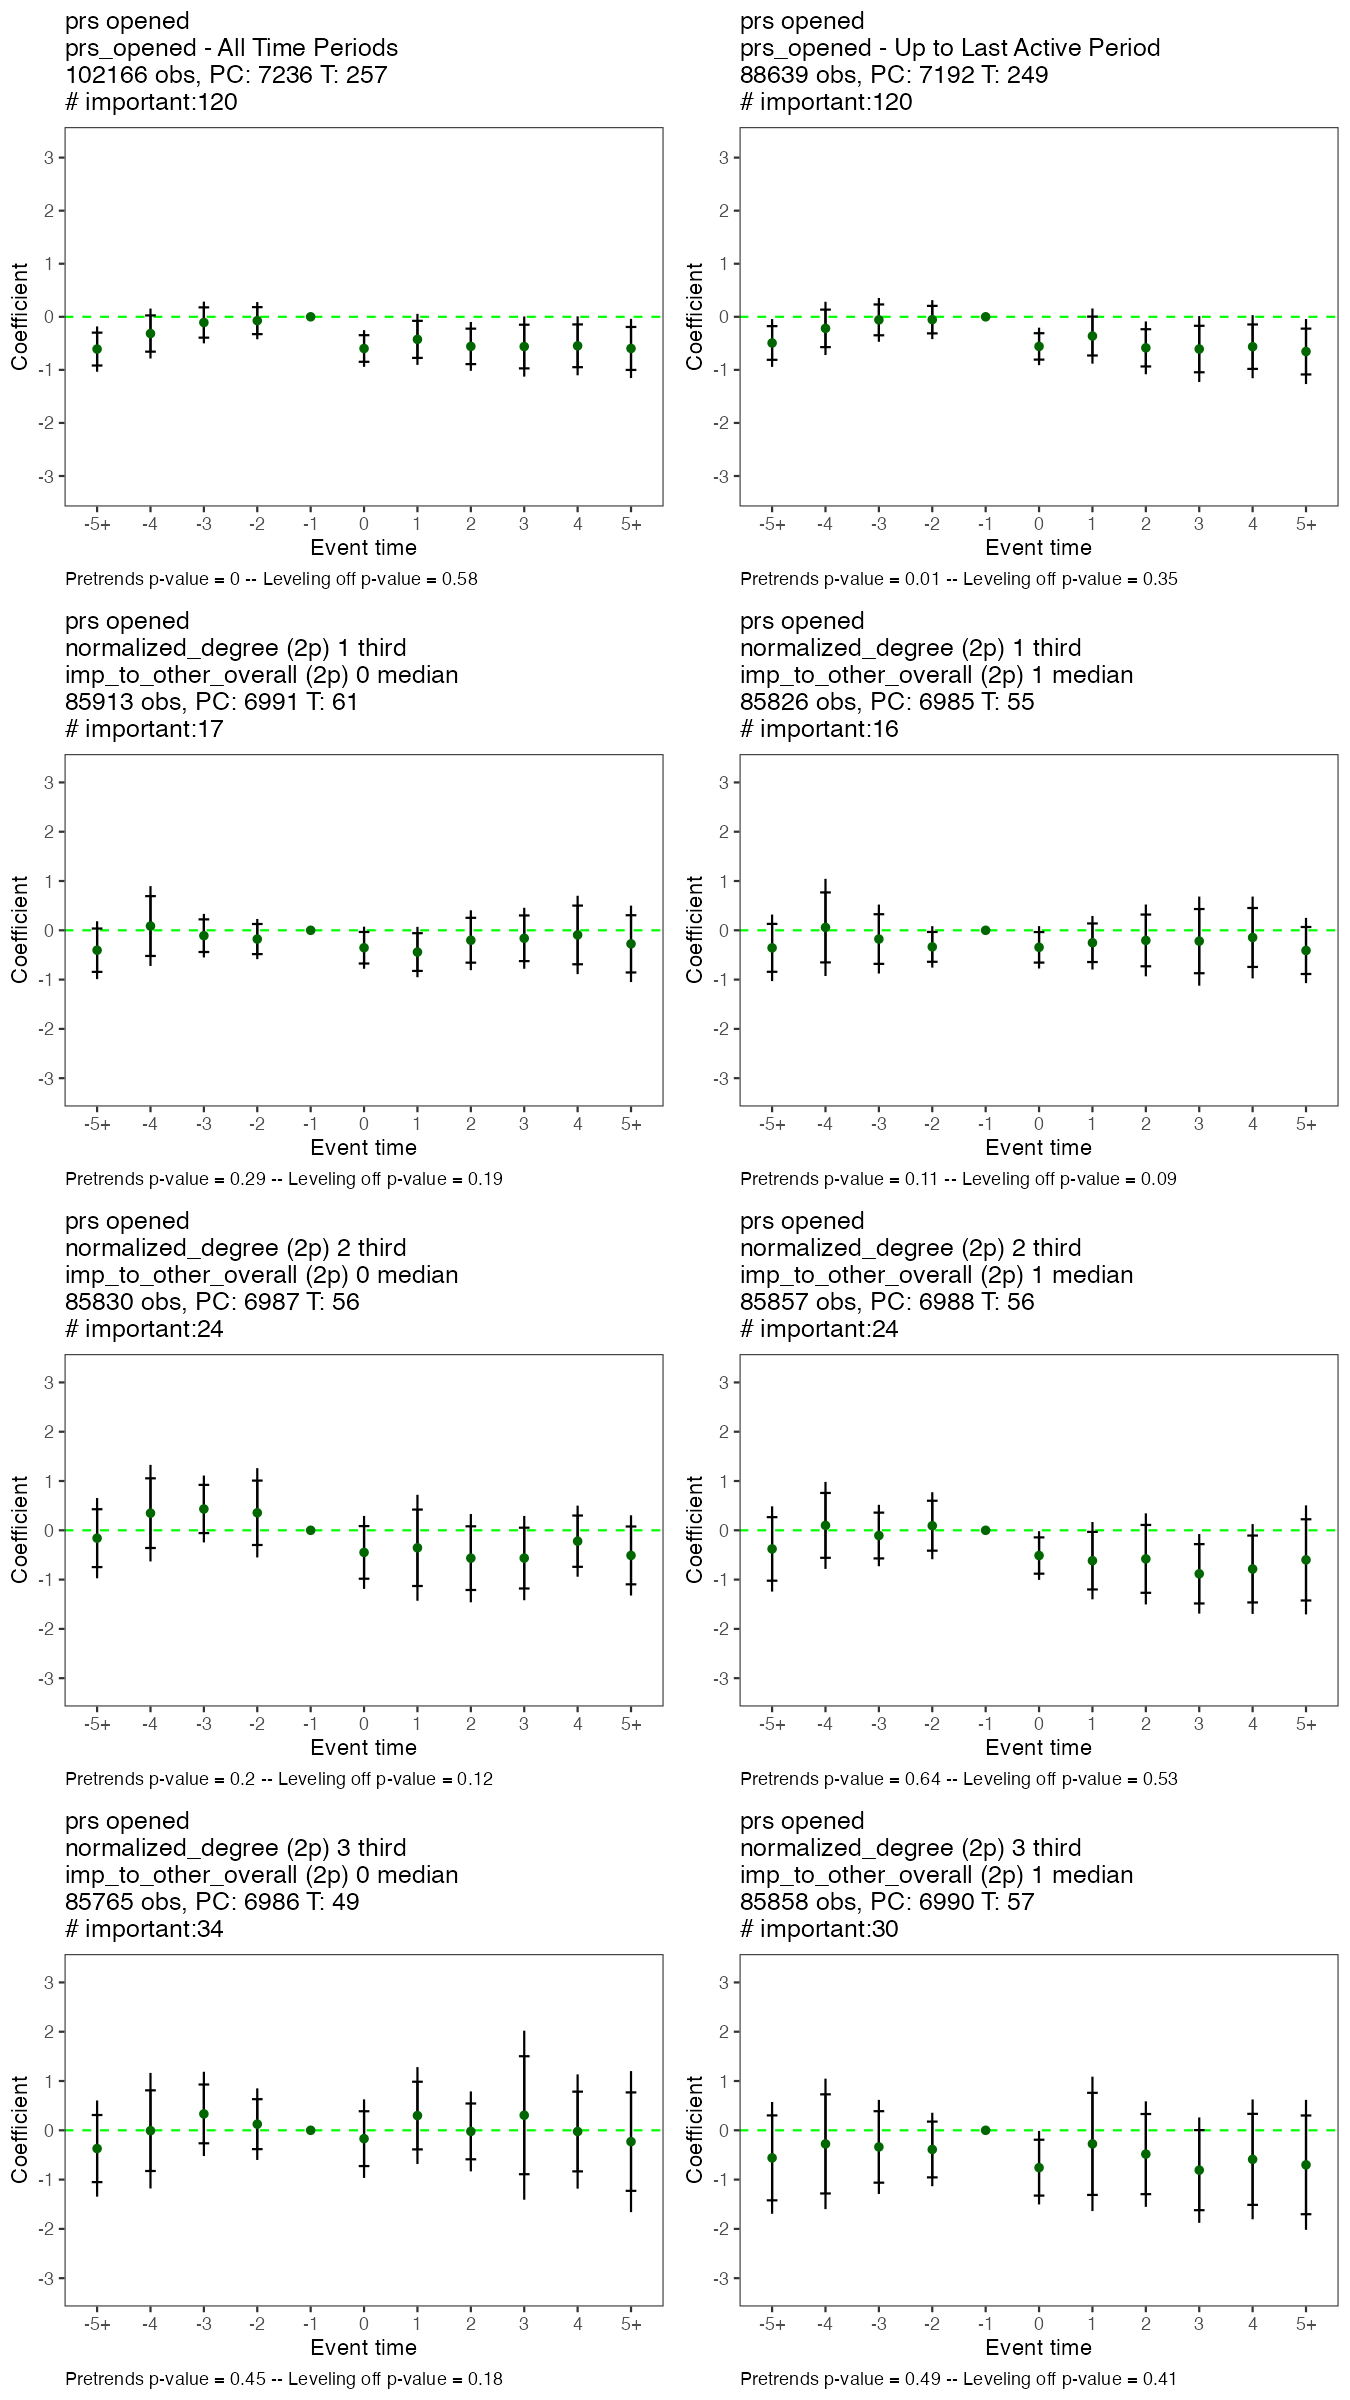 prs opened
prs_opened - All Time Periods
102166 obs, PC: 7236 T: 257
# important:120
3
2
1
0
-1
-2
-3
Coefficient
-5+ -4 -3 -2 -1 0 1 2 3 4 5+
Event time
Pretrends p-value = 0 -- Leveling off p-value = 0.58
prs opened
prs_opened - Up to Last Active Period
88639 obs, PC: 7192 T: 249
# important:120
3
2
1
0
-1
-2
-3
Coefficient
-5+ -4 -3 -2 -1 0 1 2 3 4 5+
Event time
Pretrends p-value = 0.01 -- Leveling off p-value = 0.35
prs opened
normalized_degree (2p) 1 third
imp_to_other_overall (2p) 0 median
85913 obs, PC: 6991 T: 61
# important:17
3
2
1
0
-1
-2
-3
Coefficient
-5+ -4 -3 -2 -1 0 1 2 3 4 5+
Event time
Pretrends p-value = 0.29 -- Leveling off p-value = 0.19
prs opened
normalized_degree (2p) 1 third
imp_to_other_overall (2p) 1 median
85826 obs, PC: 6985 T: 55
# important:16
3
2
1
0
-1
-2
-3
Coefficient
-5+ -4 -3 -2 -1 0 1 2 3 4 5+
Event time
Pretrends p-value = 0.11 -- Leveling off p-value = 0.09
prs opened
normalized_degree (2p) 2 third
imp_to_other_overall (2p) 0 median
85830 obs, PC: 6987 T: 56
# important:24
3
2
1
0
-1
-2
-3
Coefficient
-5+ -4 -3 -2 -1 0 1 2 3 4 5+
Event time
Pretrends p-value = 0.2 -- Leveling off p-value = 0.12
prs opened
normalized_degree (2p) 2 third
imp_to_other_overall (2p) 1 median
85857 obs, PC: 6988 T: 56
# important:24
3
2
1
0
-1
-2
-3
Coefficient
-5+ -4 -3 -2 -1 0 1 2 3 4 5+
Event time
Pretrends p-value = 0.64 -- Leveling off p-value = 0.53
prs opened
normalized_degree (2p) 3 third
imp_to_other_overall (2p) 0 median
85765 obs, PC: 6986 T: 49
# important:34
3
2
1
0
-1
-2
-3
Coefficient
-5+ -4 -3 -2 -1 0 1 2 3 4 5+
Event time
Pretrends p-value = 0.45 -- Leveling off p-value = 0.18
prs opened
normalized_degree (2p) 3 third
imp_to_other_overall (2p) 1 median
85858 obs, PC: 6990 T: 57
# important:30
3
2
1
0
-1
-2
-3
Coefficient
-5+ -4 -3 -2 -1 0 1 2 3 4 5+
Event time
Pretrends p-value = 0.49 -- Leveling off p-value = 0.41